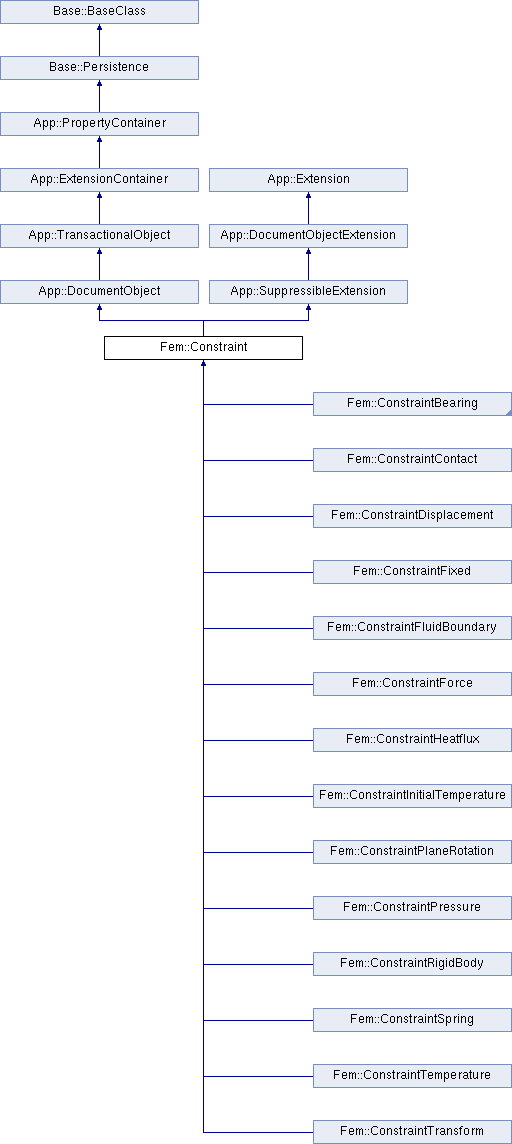 Base::BaseClass
Base::Persistence
App::PropertyContainer
App::ExtensionContainer
App::Extension
App::TransactionalObject
App::DocumentObjectExtension
App::DocumentObject
App::SuppressibleExtension
Fem::Constraint
Fem::ConstraintBearing
Fem::ConstraintContact
Fem::ConstraintDisplacement
Fem::ConstraintFixed
Fem::ConstraintFluidBoundary
Fem::ConstraintForce
Fem::ConstraintHeatflux
Fem::ConstraintInitialTemperature
Fem::ConstraintPlaneRotation
Fem::ConstraintPressure
Fem::ConstraintRigidBody
Fem::ConstraintSpring
Fem::ConstraintTemperature
Fem::ConstraintTransform